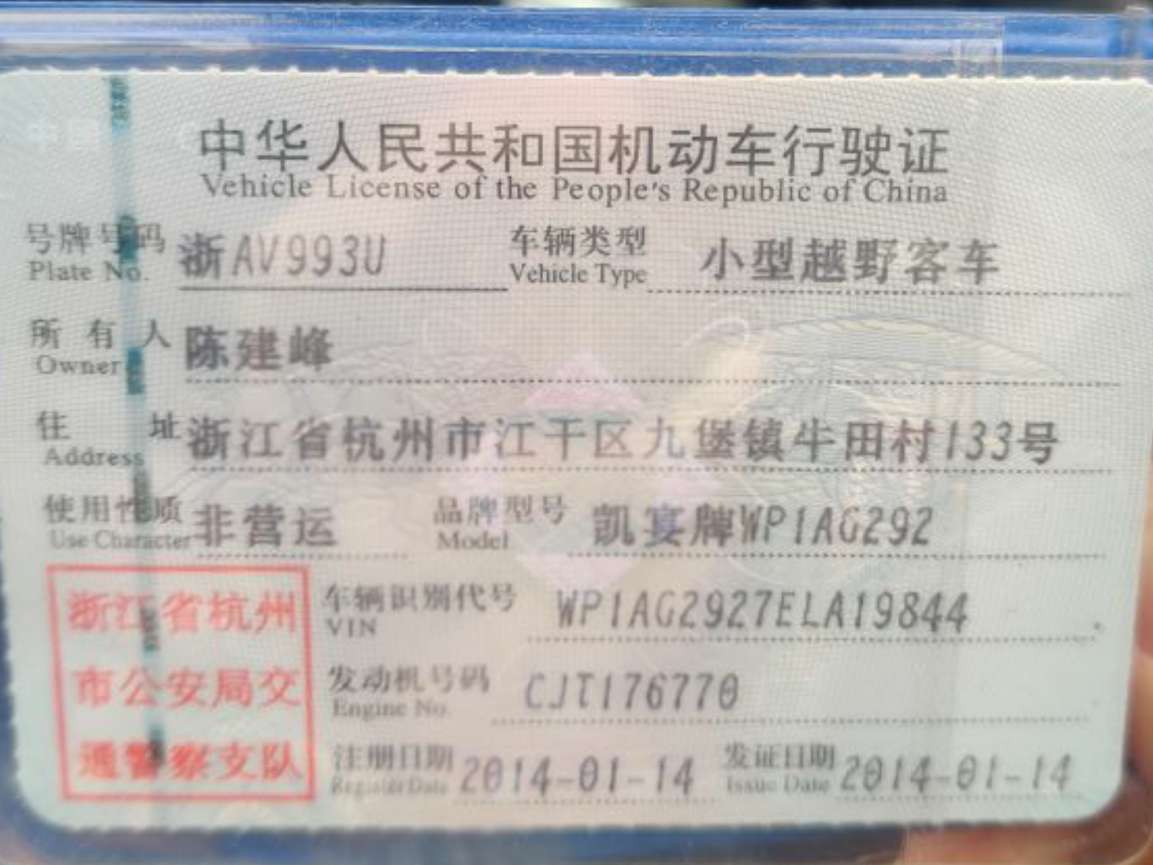 中华人民共和国机动车行驶证
Vehicle License of the People's Republic of China
号牌号码 浙AV993U 车辆类型 小型越野客车
Plate No. Vehicle Type
所有人 陈建峰
Owner
住址 浙江省杭州市江干区九堡镇牛田村133号
Address
使用性质 非营运 品牌型号 凯宴牌WP1AG292
Use Character Model
浙江省杭州
市公安局交
通警察支队
车辆识别代号 WP1AG2927ELA19844
VIN
发动机号码 CJT176770
Engine No.
注册日期 2014-01-14 发证日期 2014-01-14
Register Date Issue Date